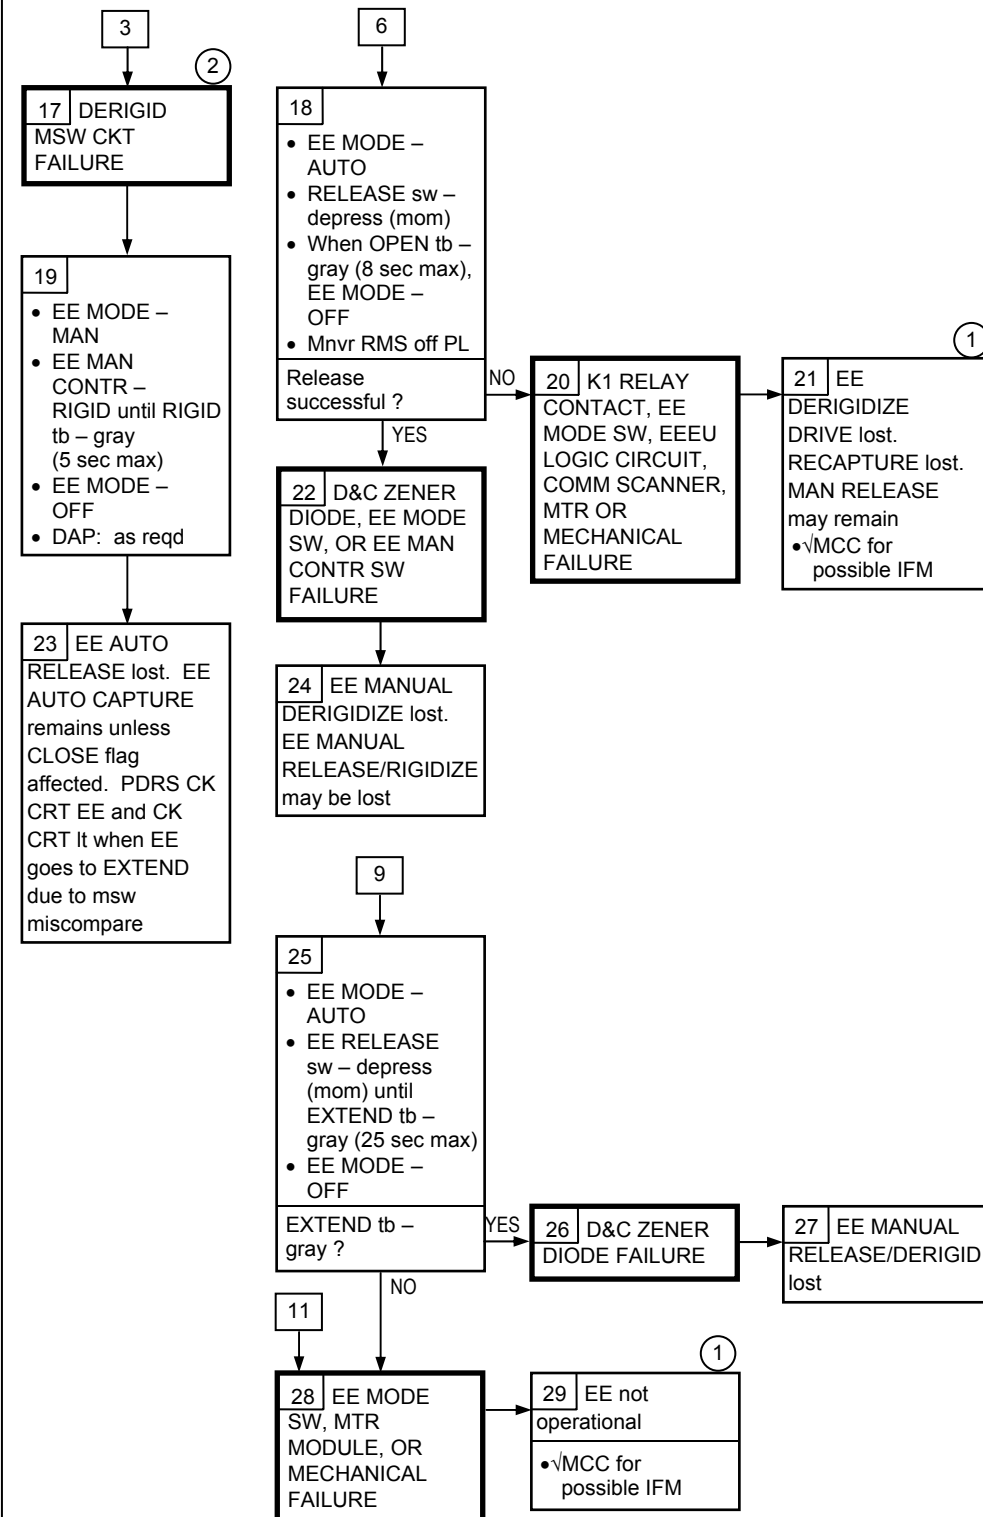 3
2
17 DERIGID
MSW CKT
FAILURE
19
• EE MODE –
MAN
• EE MAN
CONTR –
RIGID until RIGID
tb – gray
(5 sec max)
• EE MODE –
OFF
• DAP: as reqd
23 EE AUTO
RELEASE lost. EE
AUTO CAPTURE
remains unless
CLOSE flag
affected. PDRS CK
CRT EE and CK
CRT lt when EE
goes to EXTEND
due to msw
miscompare
6
18
• EE MODE –
AUTO
• RELEASE sw –
depress (mom)
• When OPEN tb –
gray (8 sec max),
EE MODE –
OFF
• Mnvr RMS off PL
Release
successful ?
NO
YES
20 K1 RELAY
CONTACT, EE
MODE SW, EEEU
LOGIC CIRCUIT,
COMM SCANNER,
MTR OR
MECHANICAL
FAILURE
1
21 EE
DERIGIDIZE
DRIVE lost.
RECAPTURE lost.
MAN RELEASE
may remain
•√MCC for
possible IFM
22 D&C ZENER
DIODE, EE MODE
SW, OR EE MAN
CONTR SW
FAILURE
24 EE MANUAL
DERIGIDIZE lost.
EE MANUAL
RELEASE/RIGIDIZE
may be lost
9
25
• EE MODE –
AUTO
• EE RELEASE
sw – depress
(mom) until
EXTEND tb –
gray (25 sec max)
• EE MODE –
OFF
EXTEND tb –
gray ?
YES
NO
26 D&C ZENER
DIODE FAILURE
27 EE MANUAL
RELEASE/DERIGID
lost
11
28 EE MODE
SW, MTR
MODULE, OR
MECHANICAL
FAILURE
1
29 EE not
operational
•√MCC for
possible IFM